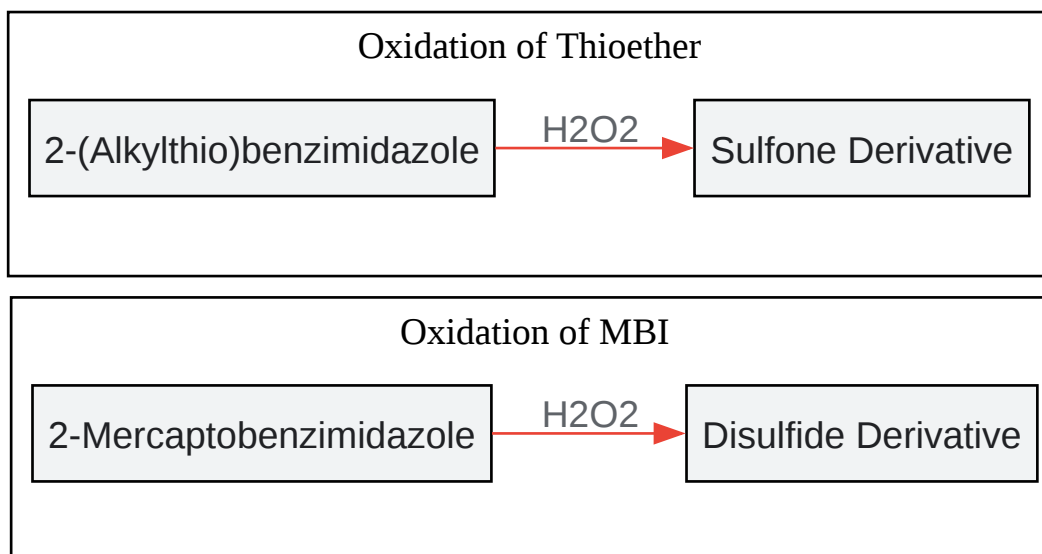 Oxidation of Thioether
2-(Alkylthio)benzimidazole
H2O2
Sulfone Derivative
Oxidation of MBI
2-Mercaptobenzimidazole
H2O2
Disulfide Derivative